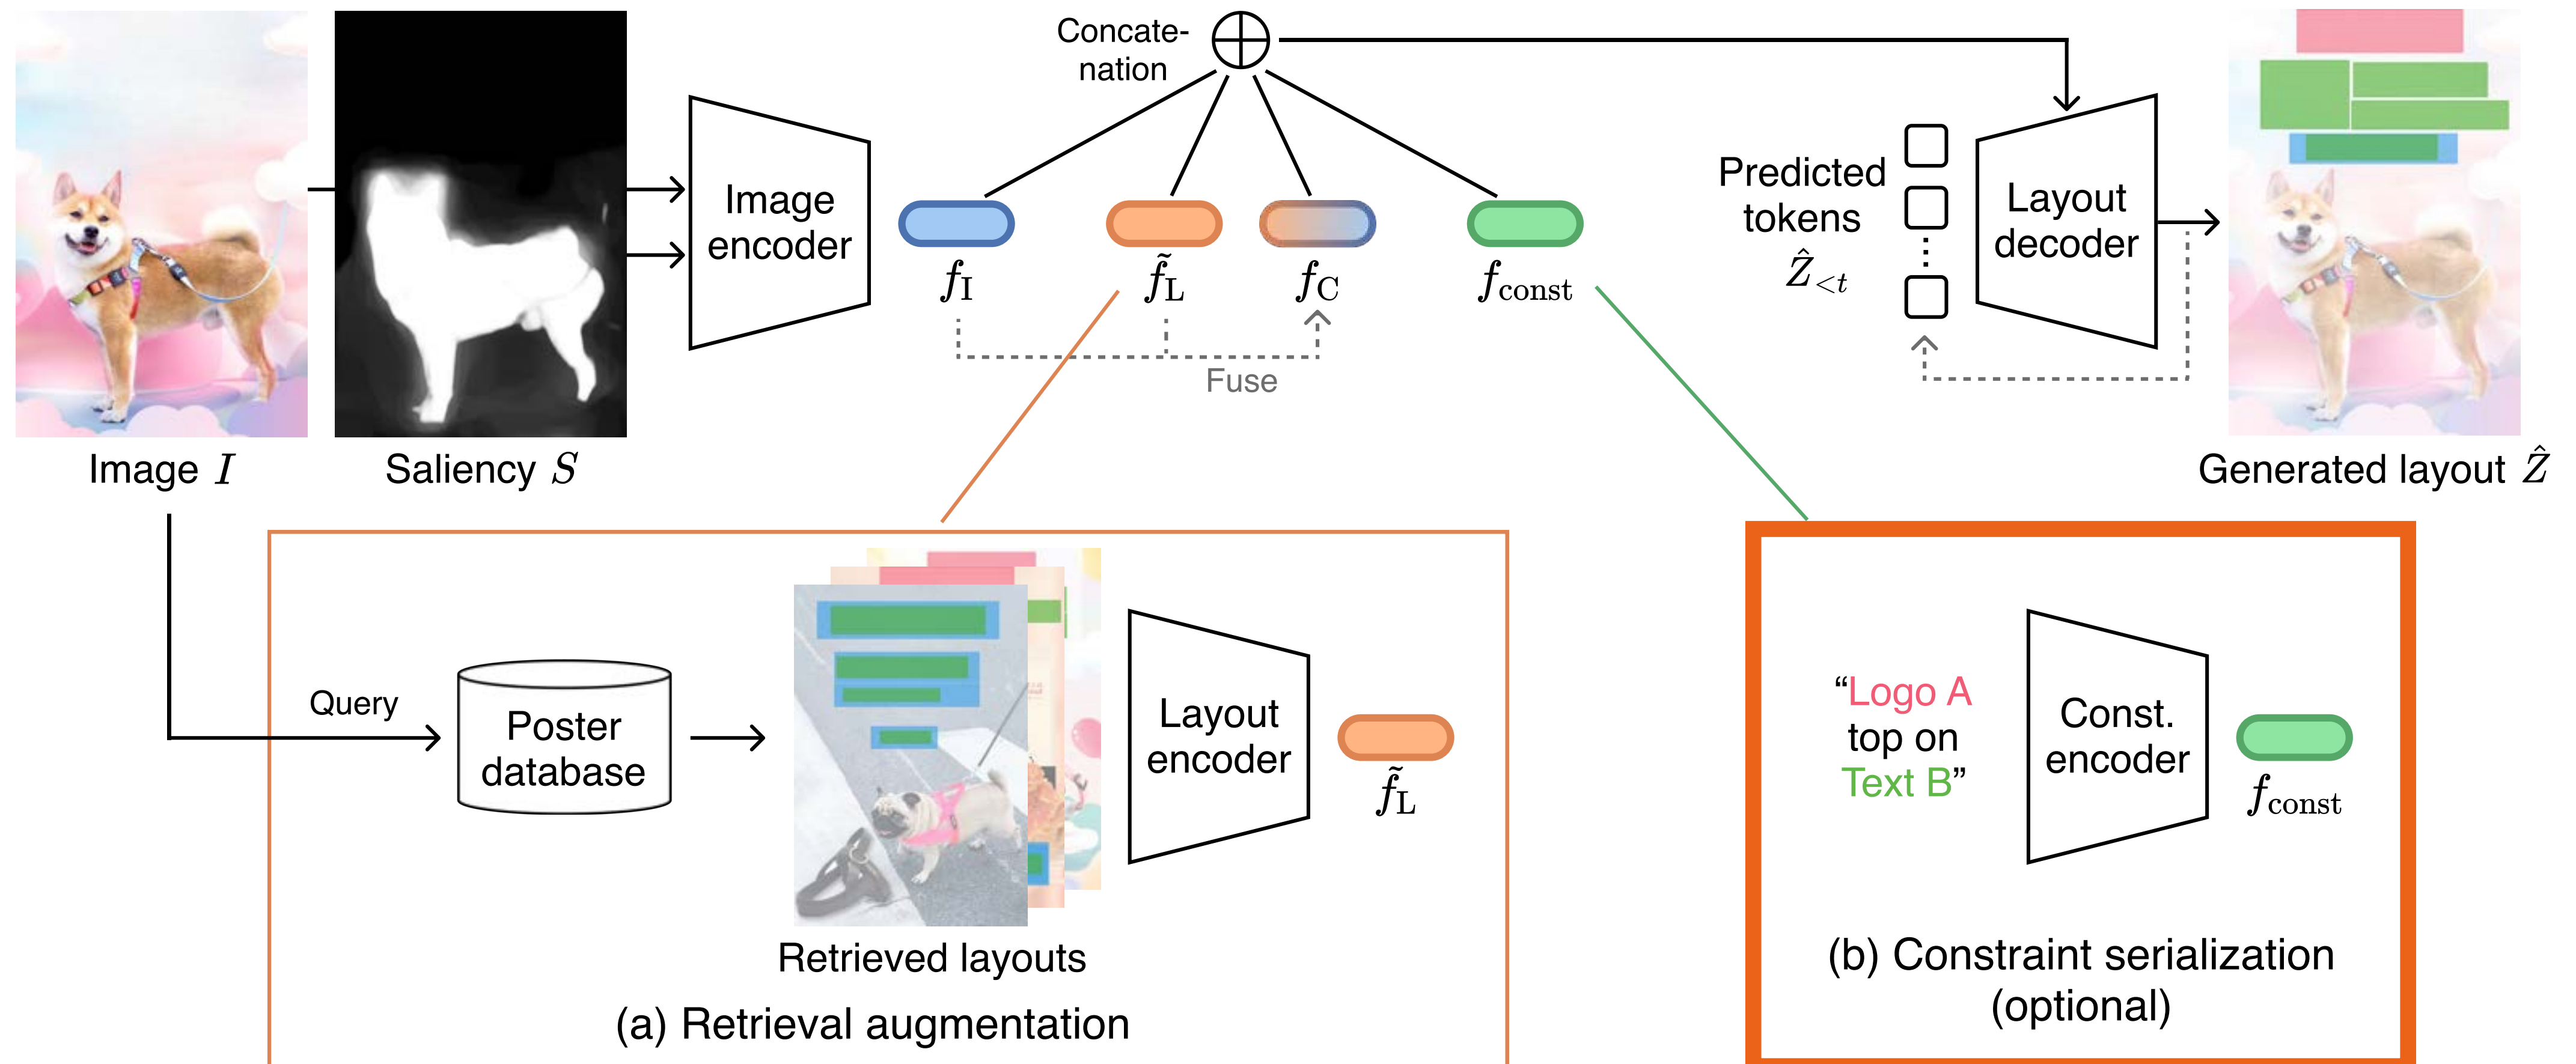 Concate-
nation
Image
encoder
f_I
f̃_L
f_C
f_const
Fuse
Predicted
tokens
Ẑ_<t
Layout
decoder
Image I
Saliency S
Generated layout Ẑ
Query
Poster
database
Layout
encoder
f̃_L
Retrieved layouts
(a) Retrieval augmentation
“Logo A
top on
Text B”
Const.
encoder
f_const
(b) Constraint serialization
(optional)